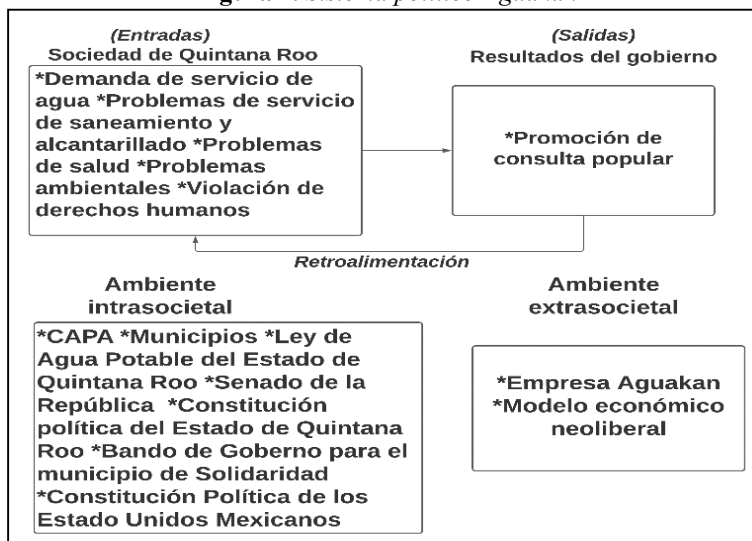 (Entradas)
Sociedad de Quintana Roo
*Demanda de servicio de
agua *Problemas de servicio
de saneamiento y
alcantarillado *Problemas
de salud *Problemas
ambientales *Violación de
derechos humanos
(Salidas)
Resultados del gobierno
*Promoción de
consulta popular
Retroalimentación
Ambiente
intrasocietal
*CAPA *Municipios *Ley de
Agua Potable del Estado de
Quintana Roo *Senado de la
República *Constitución
política del Estado de Quintana
Roo *Bando de Goberno para el
municipio de Solidaridad
*Constitución Política de los
Estado Unidos Mexicanos
Ambiente
extrasocietal
*Empresa Aguakan
*Modelo económico
neoliberal